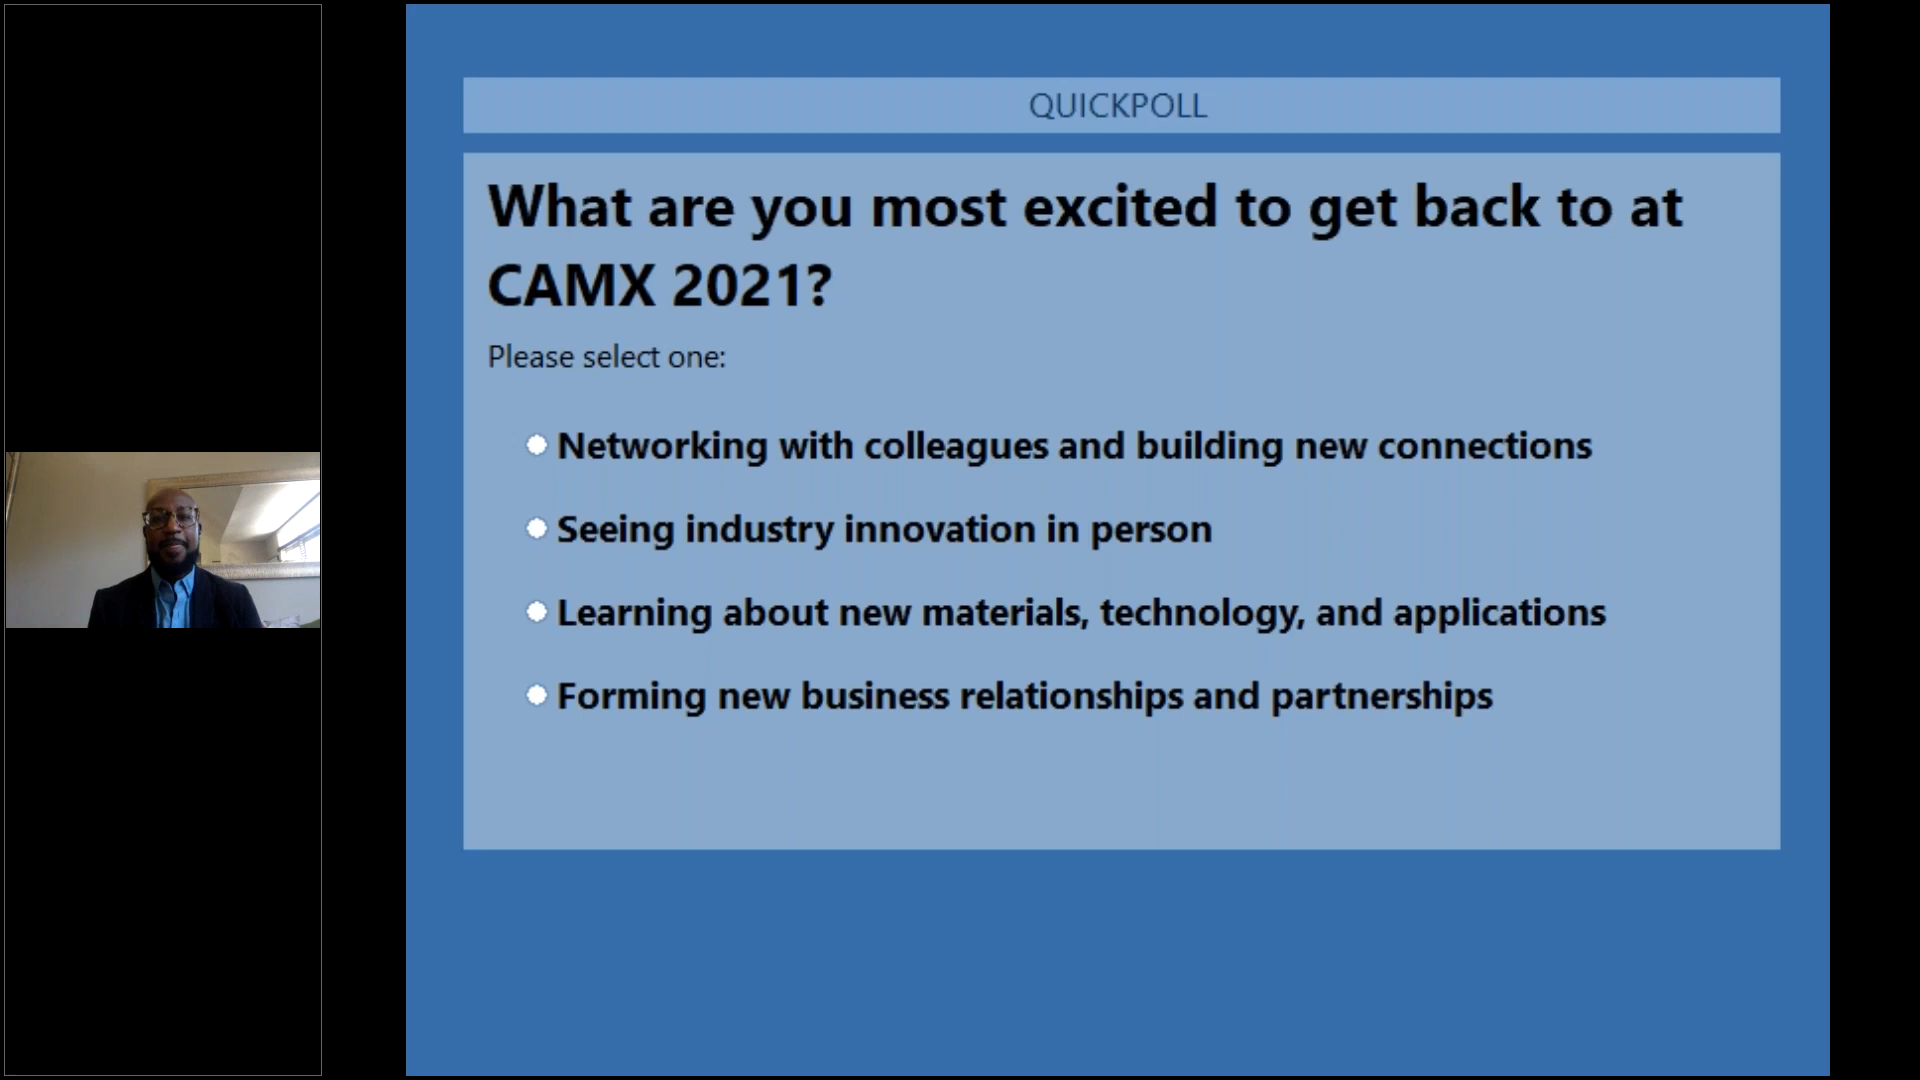 QUICKPOLL
What are you most excited to get back to at
CAMX 2021?
Please select one:
Networking with colleagues and building new connections
Seeing industry innovation in person
Learning about new materials, technology, and applications
Forming new business relationships and partnerships